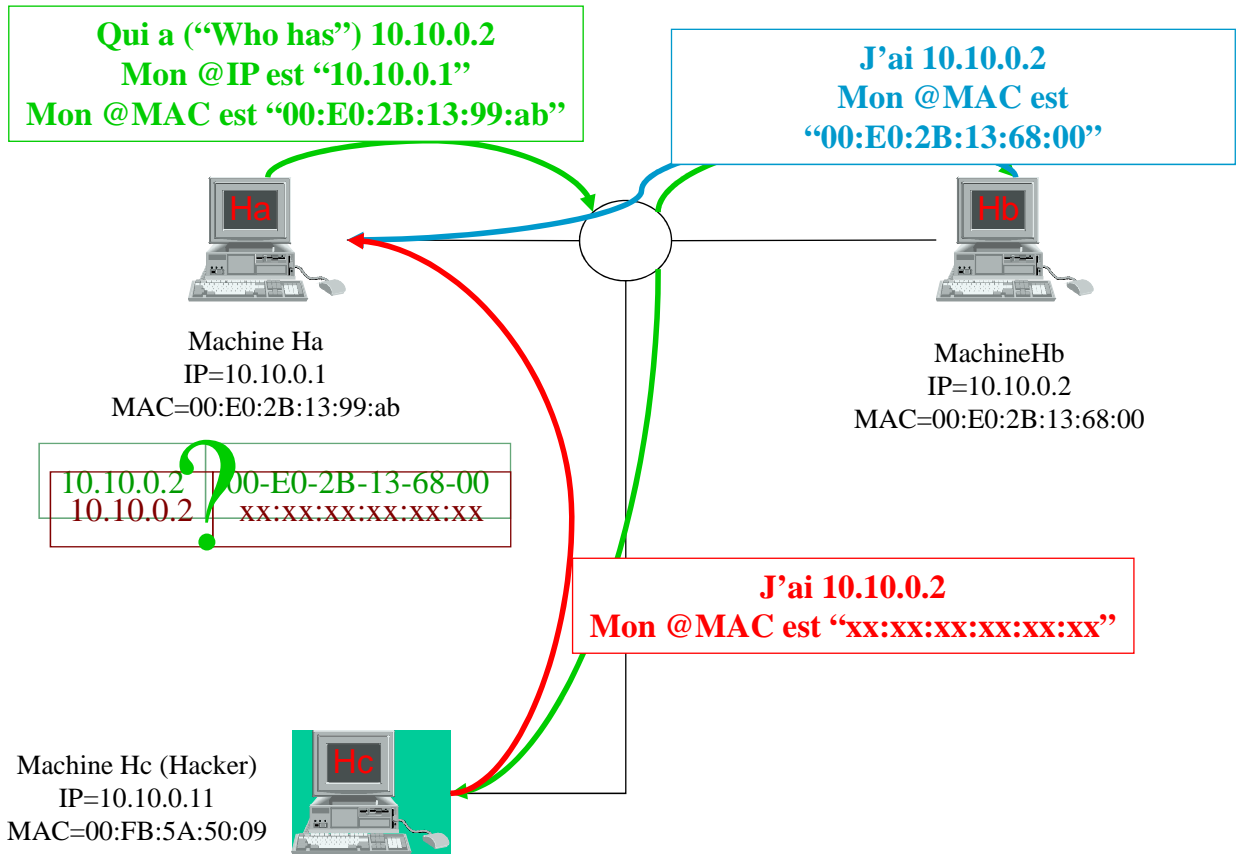 Qui a (“Who has”) 10.10.0.2
Mon @IP est “10.10.0.1”
Mon @MAC est “00:E0:2B:13:99:ab”
J’ai 10.10.0.2
Mon @MAC est
“00:E0:2B:13:68:00”
Ha
Hb
Machine Ha
IP=10.10.0.1
MAC=00:E0:2B:13:99:ab
MachineHb
IP=10.10.0.2
MAC=00:E0:2B:13:68:00
10.10.0.2 00-E0-2B-13-68-00
?
10.10.0.2 xx:xx:xx:xx:xx:xx
J’ai 10.10.0.2
Mon @MAC est “xx:xx:xx:xx:xx:xx”
Hc
Machine Hc (Hacker)
IP=10.10.0.11
MAC=00:FB:5A:50:09